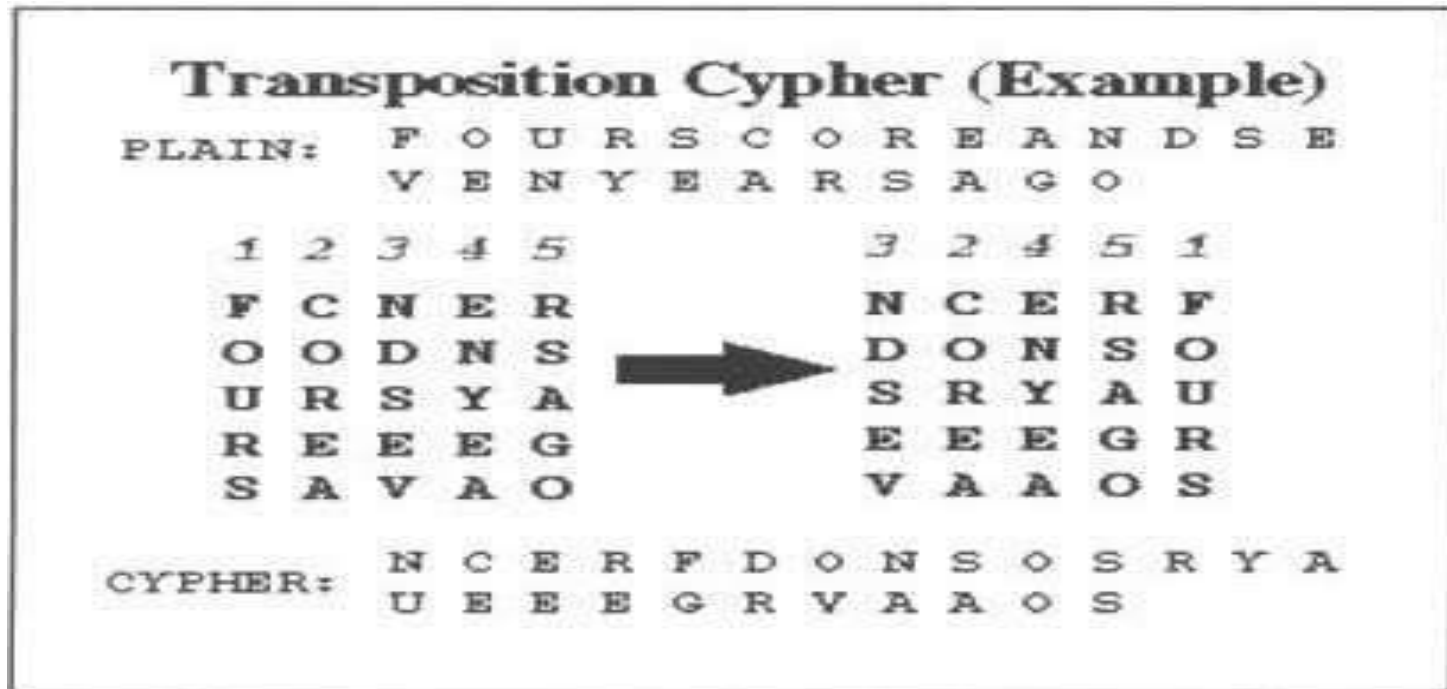 Transposition Cypher (Example)
PLAIN: F O U R S C O R E A N D S E
V E N Y E A R S A G O
1 2 3 4 5 3 2 4 5 1
F C N E R N C E R F
O O D N S D O N S O
U R S Y A S R Y A U
R E E E G E E E G R
S A V A O V A A O S
CYPHER: N C E R F D O N S O S R Y A
U E E E G R V A A O S